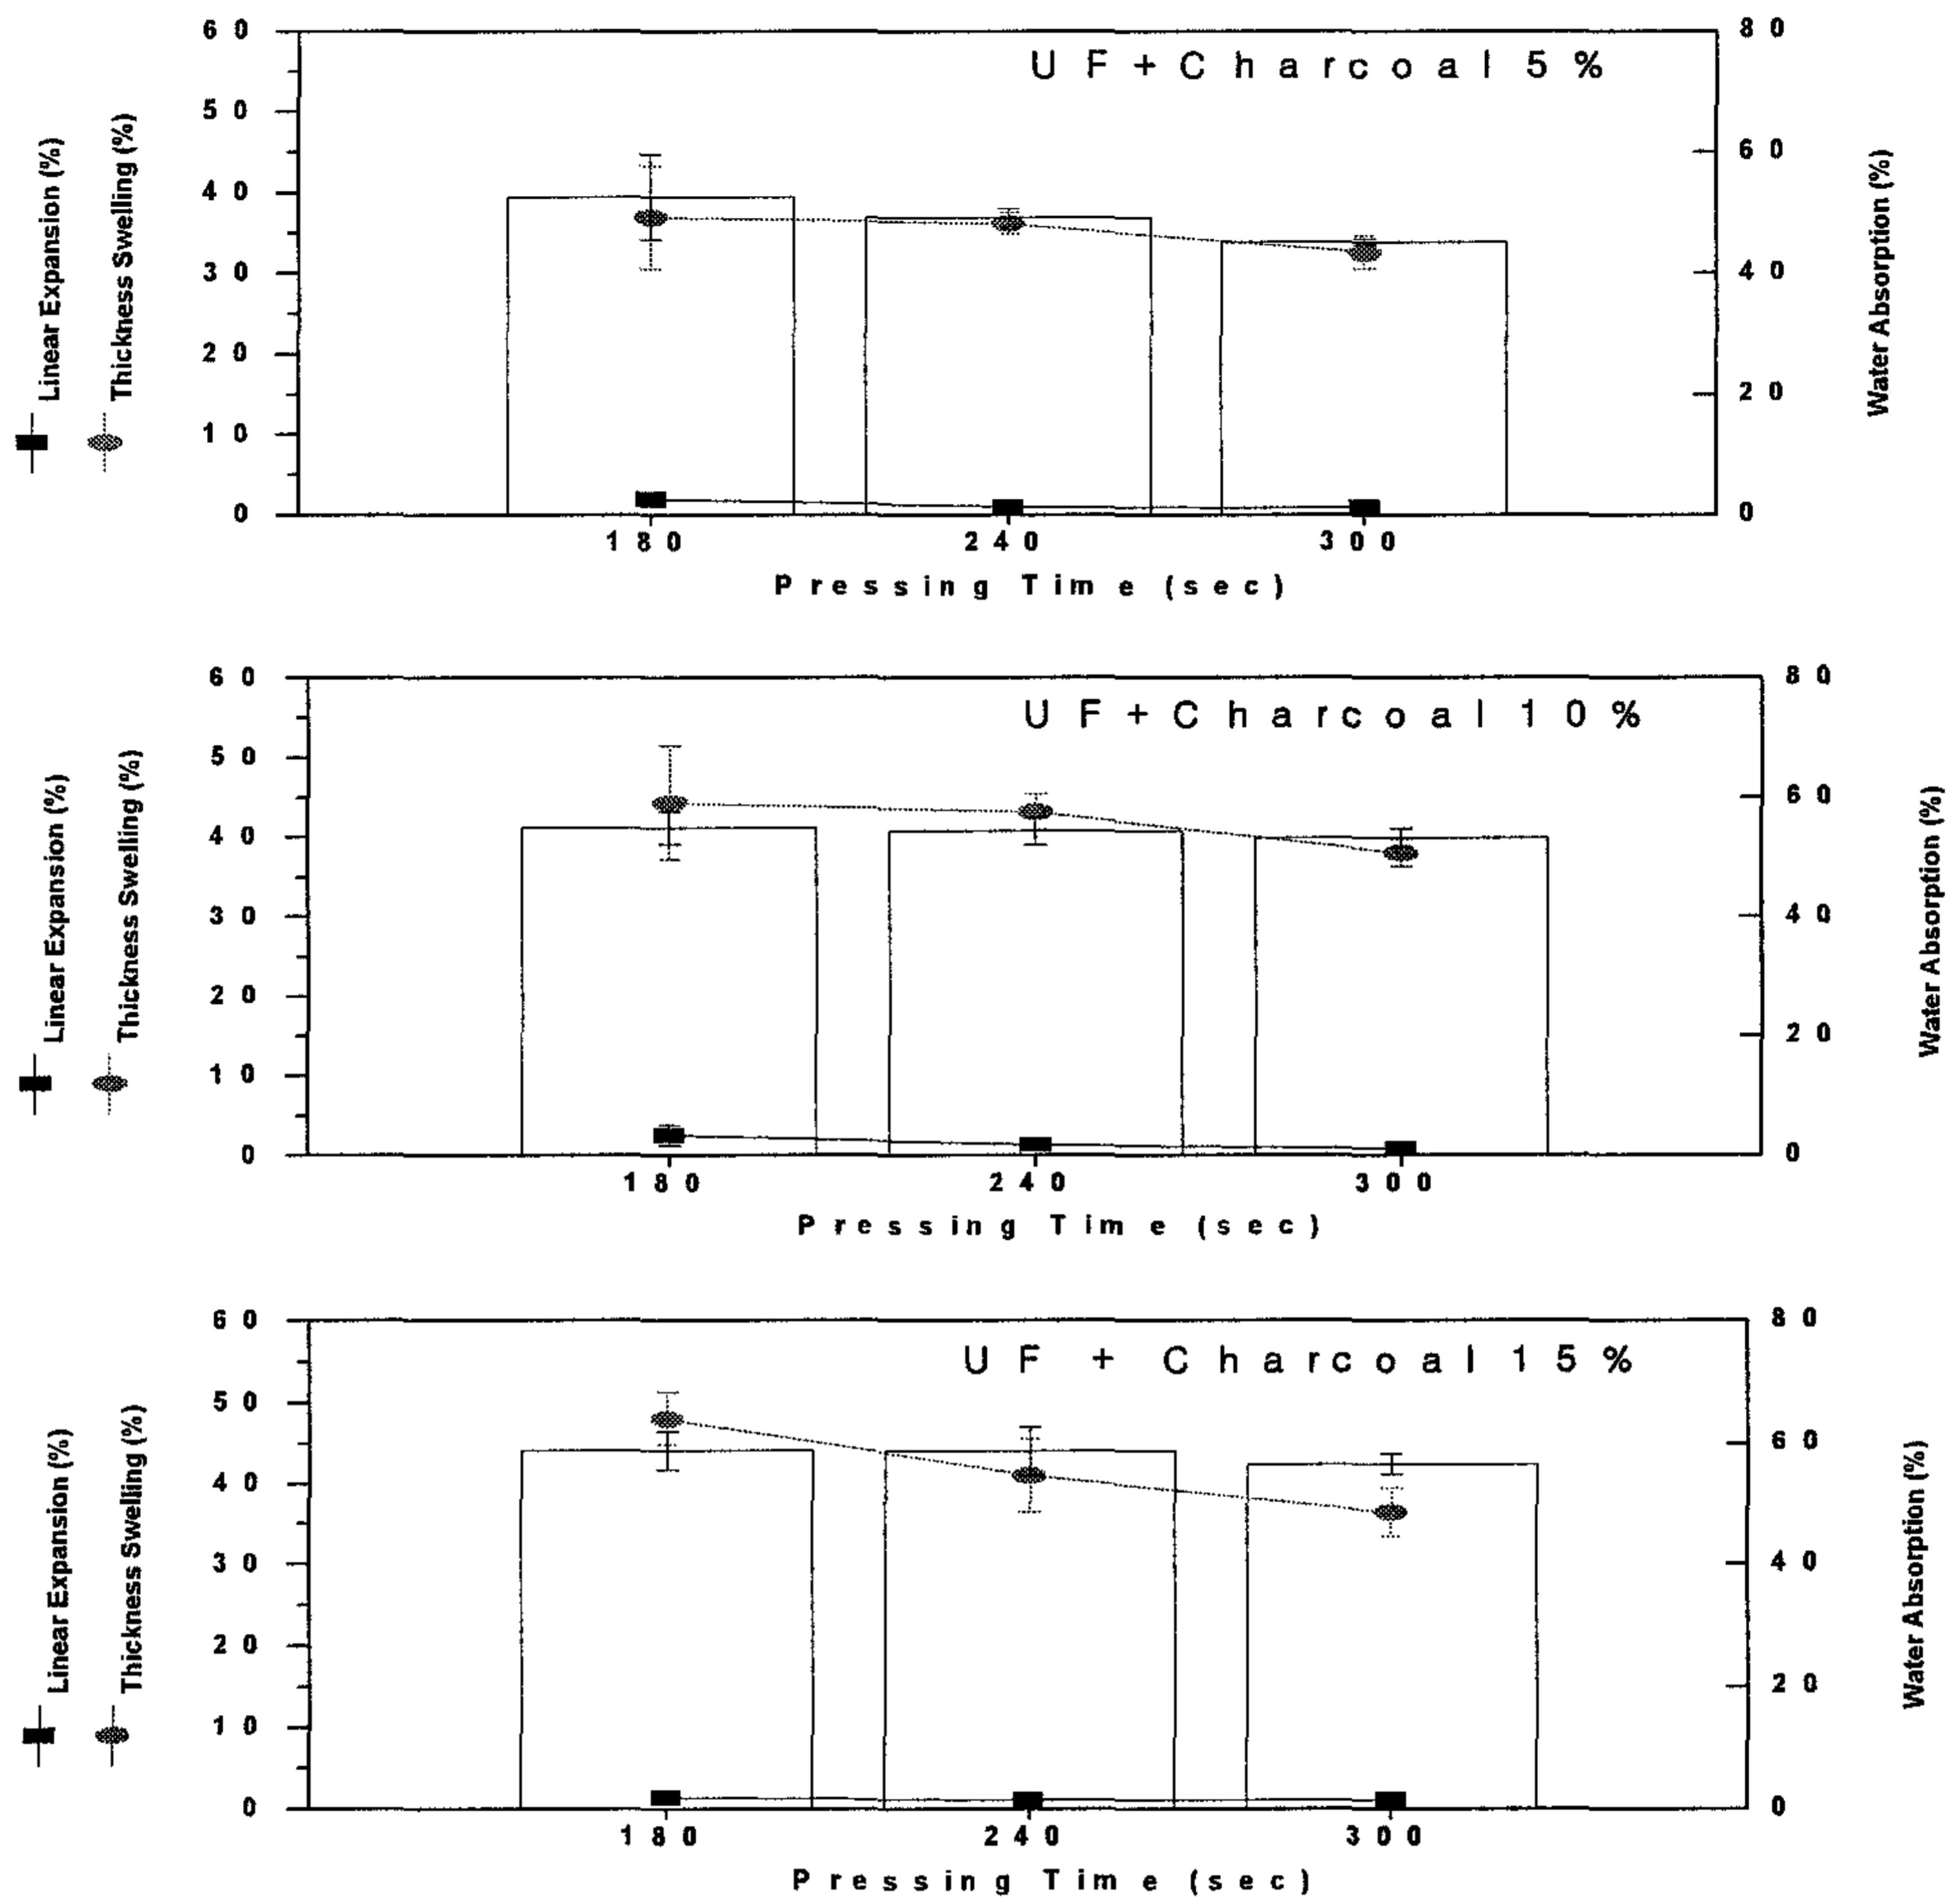 UF+Charcoal 5%
60
50
40
30
20
10
0
80
60
40
20
0
Linear Expansion (%)
Thickness Swelling (%)
Water Absorption (%)
180 240 300
Pressing Time (sec)
UF+Charcoal 10%
60
50
40
30
20
10
0
80
60
40
20
0
Linear Expansion (%)
Thickness Swelling (%)
Water Absorption (%)
180 240 300
Pressing Time (sec)
UF + Charcoal 15%
60
50
40
30
20
10
0
80
60
40
20
0
Linear Expansion (%)
Thickness Swelling (%)
Water Absorption (%)
180 240 300
Pressing Time (sec)